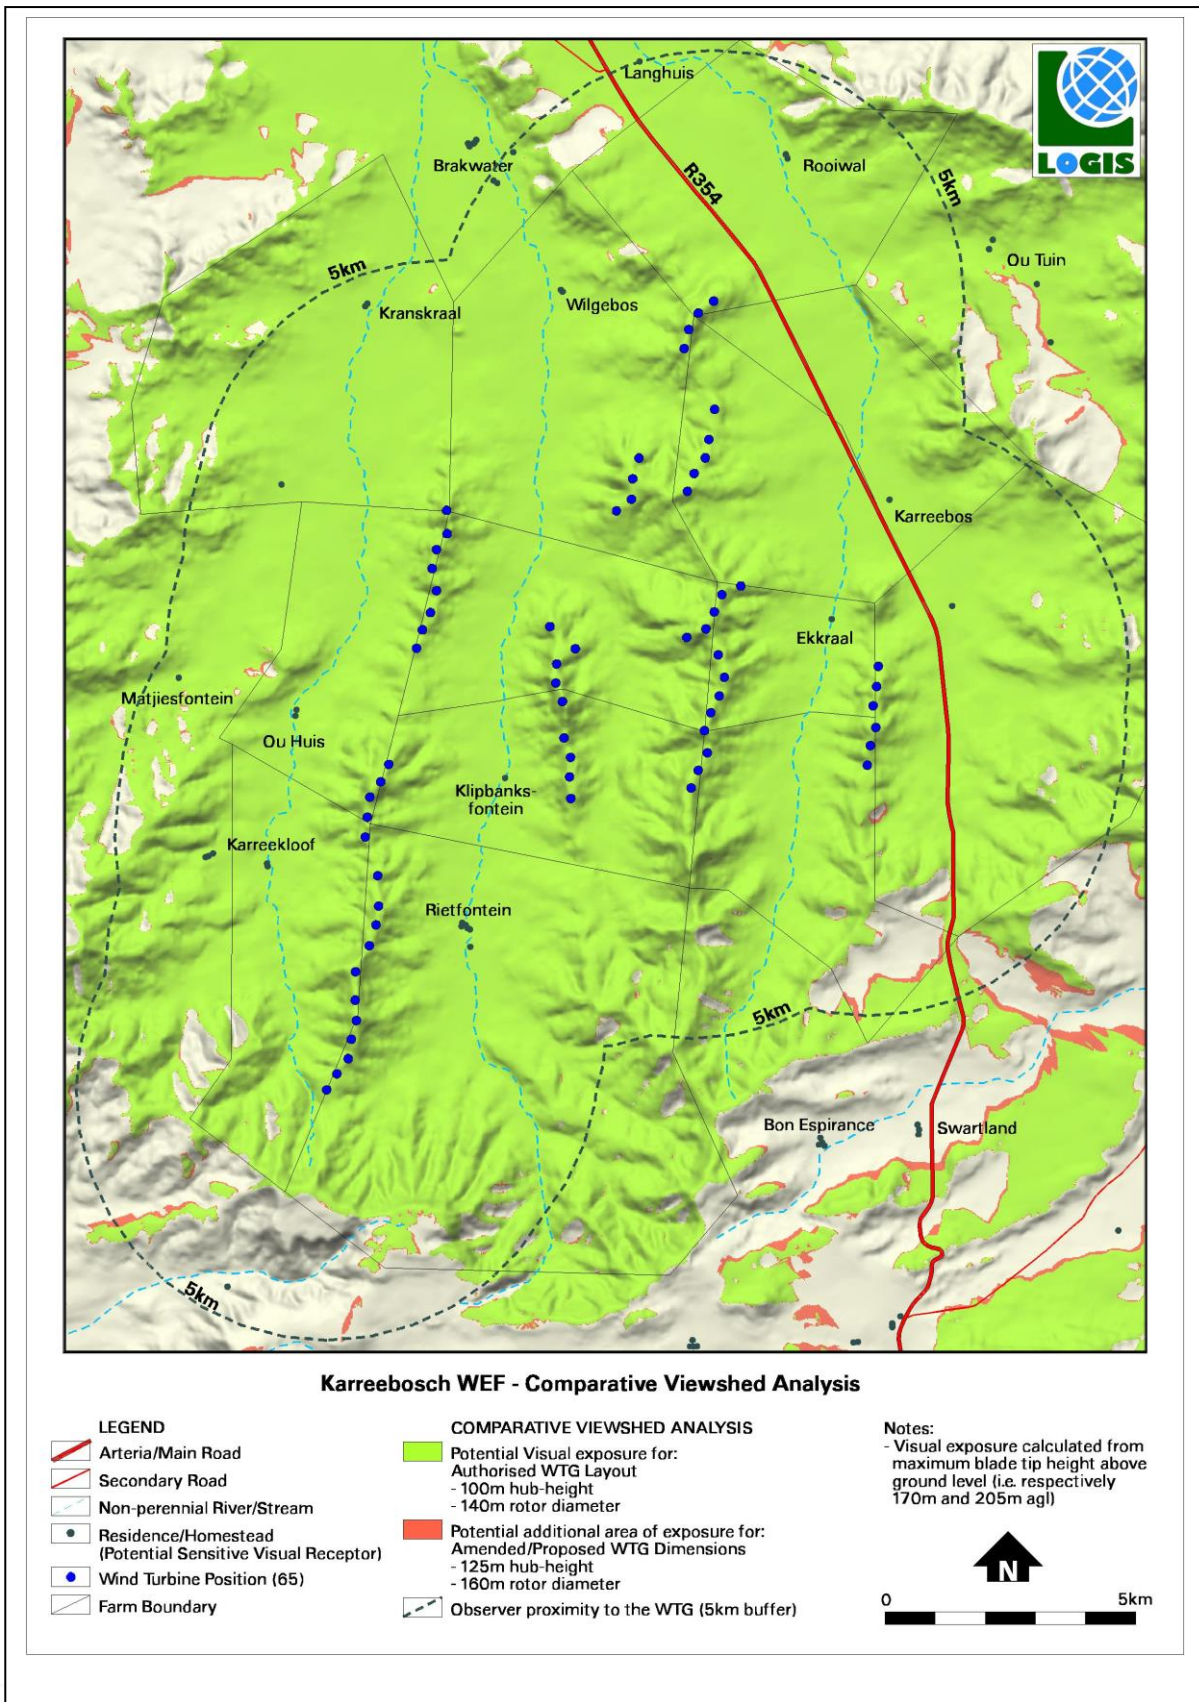 Langhuis
LOGIS
Brakwater
R354
Rooiwal
5km
Ou Tuin
5km
Kranskraal
Wilgebos
Karreebos
Ekkraal
Matjiesfontein
Ou Huis
Klipbanks-
fontein
Karreekloof
Rietfontein
5km
Bon Espirance
Swartland
5km
Karreebosch WEF - Comparative Viewshed Analysis
LEGEND
Arteria/Main Road
Secondary Road
Non-perennial River/Stream
Residence/Homestead
(Potential Sensitive Visual Receptor)
Wind Turbine Position (65)
Farm Boundary
COMPARATIVE VIEWSHED ANALYSIS
Potential Visual exposure for:
Authorised WTG Layout
- 100m hub-height
- 140m rotor diameter
Potential additional area of exposure for:
Amended/Proposed WTG Dimensions
- 125m hub-height
- 160m rotor diameter
Observer proximity to the WTG (5km buffer)
Notes:
- Visual exposure calculated from
maximum blade tip height above
ground level (i.e. respectively
170m and 205m agl)
N
0 5km